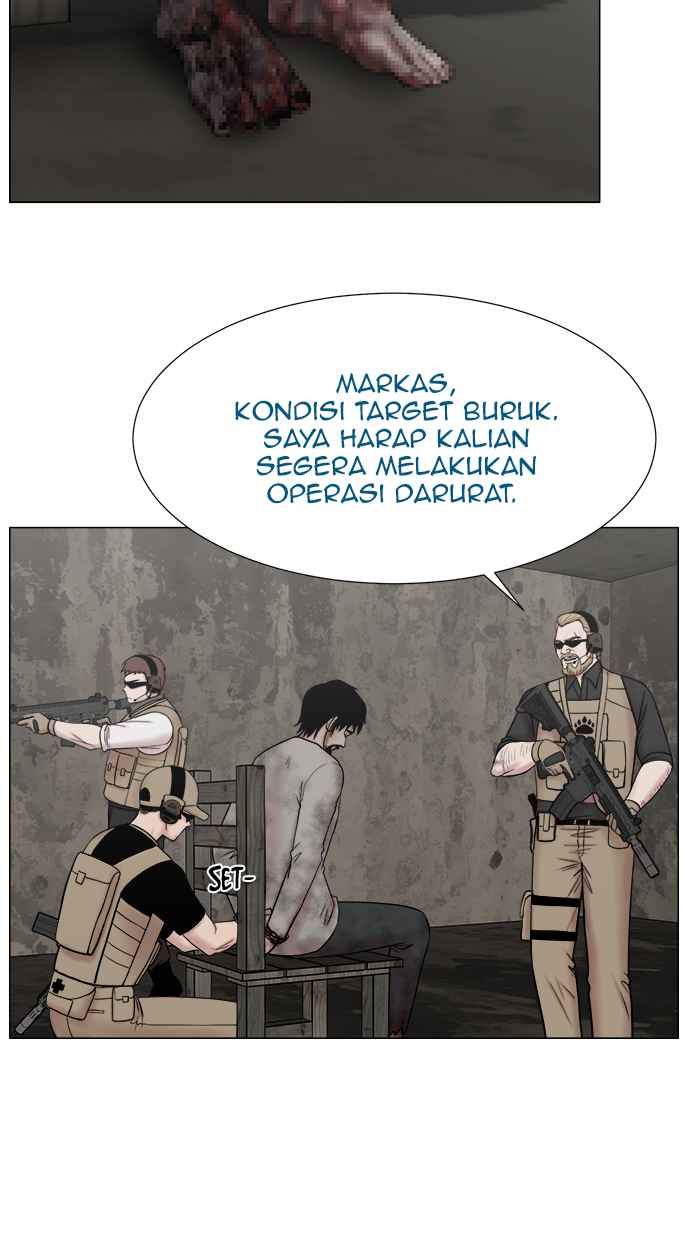 MARKAS,
KONDISI TARGET BURUK.
SAYA HARAP KALIAN
SEGERA MELAKUKAN
OPERASI DARURAT.
SET-